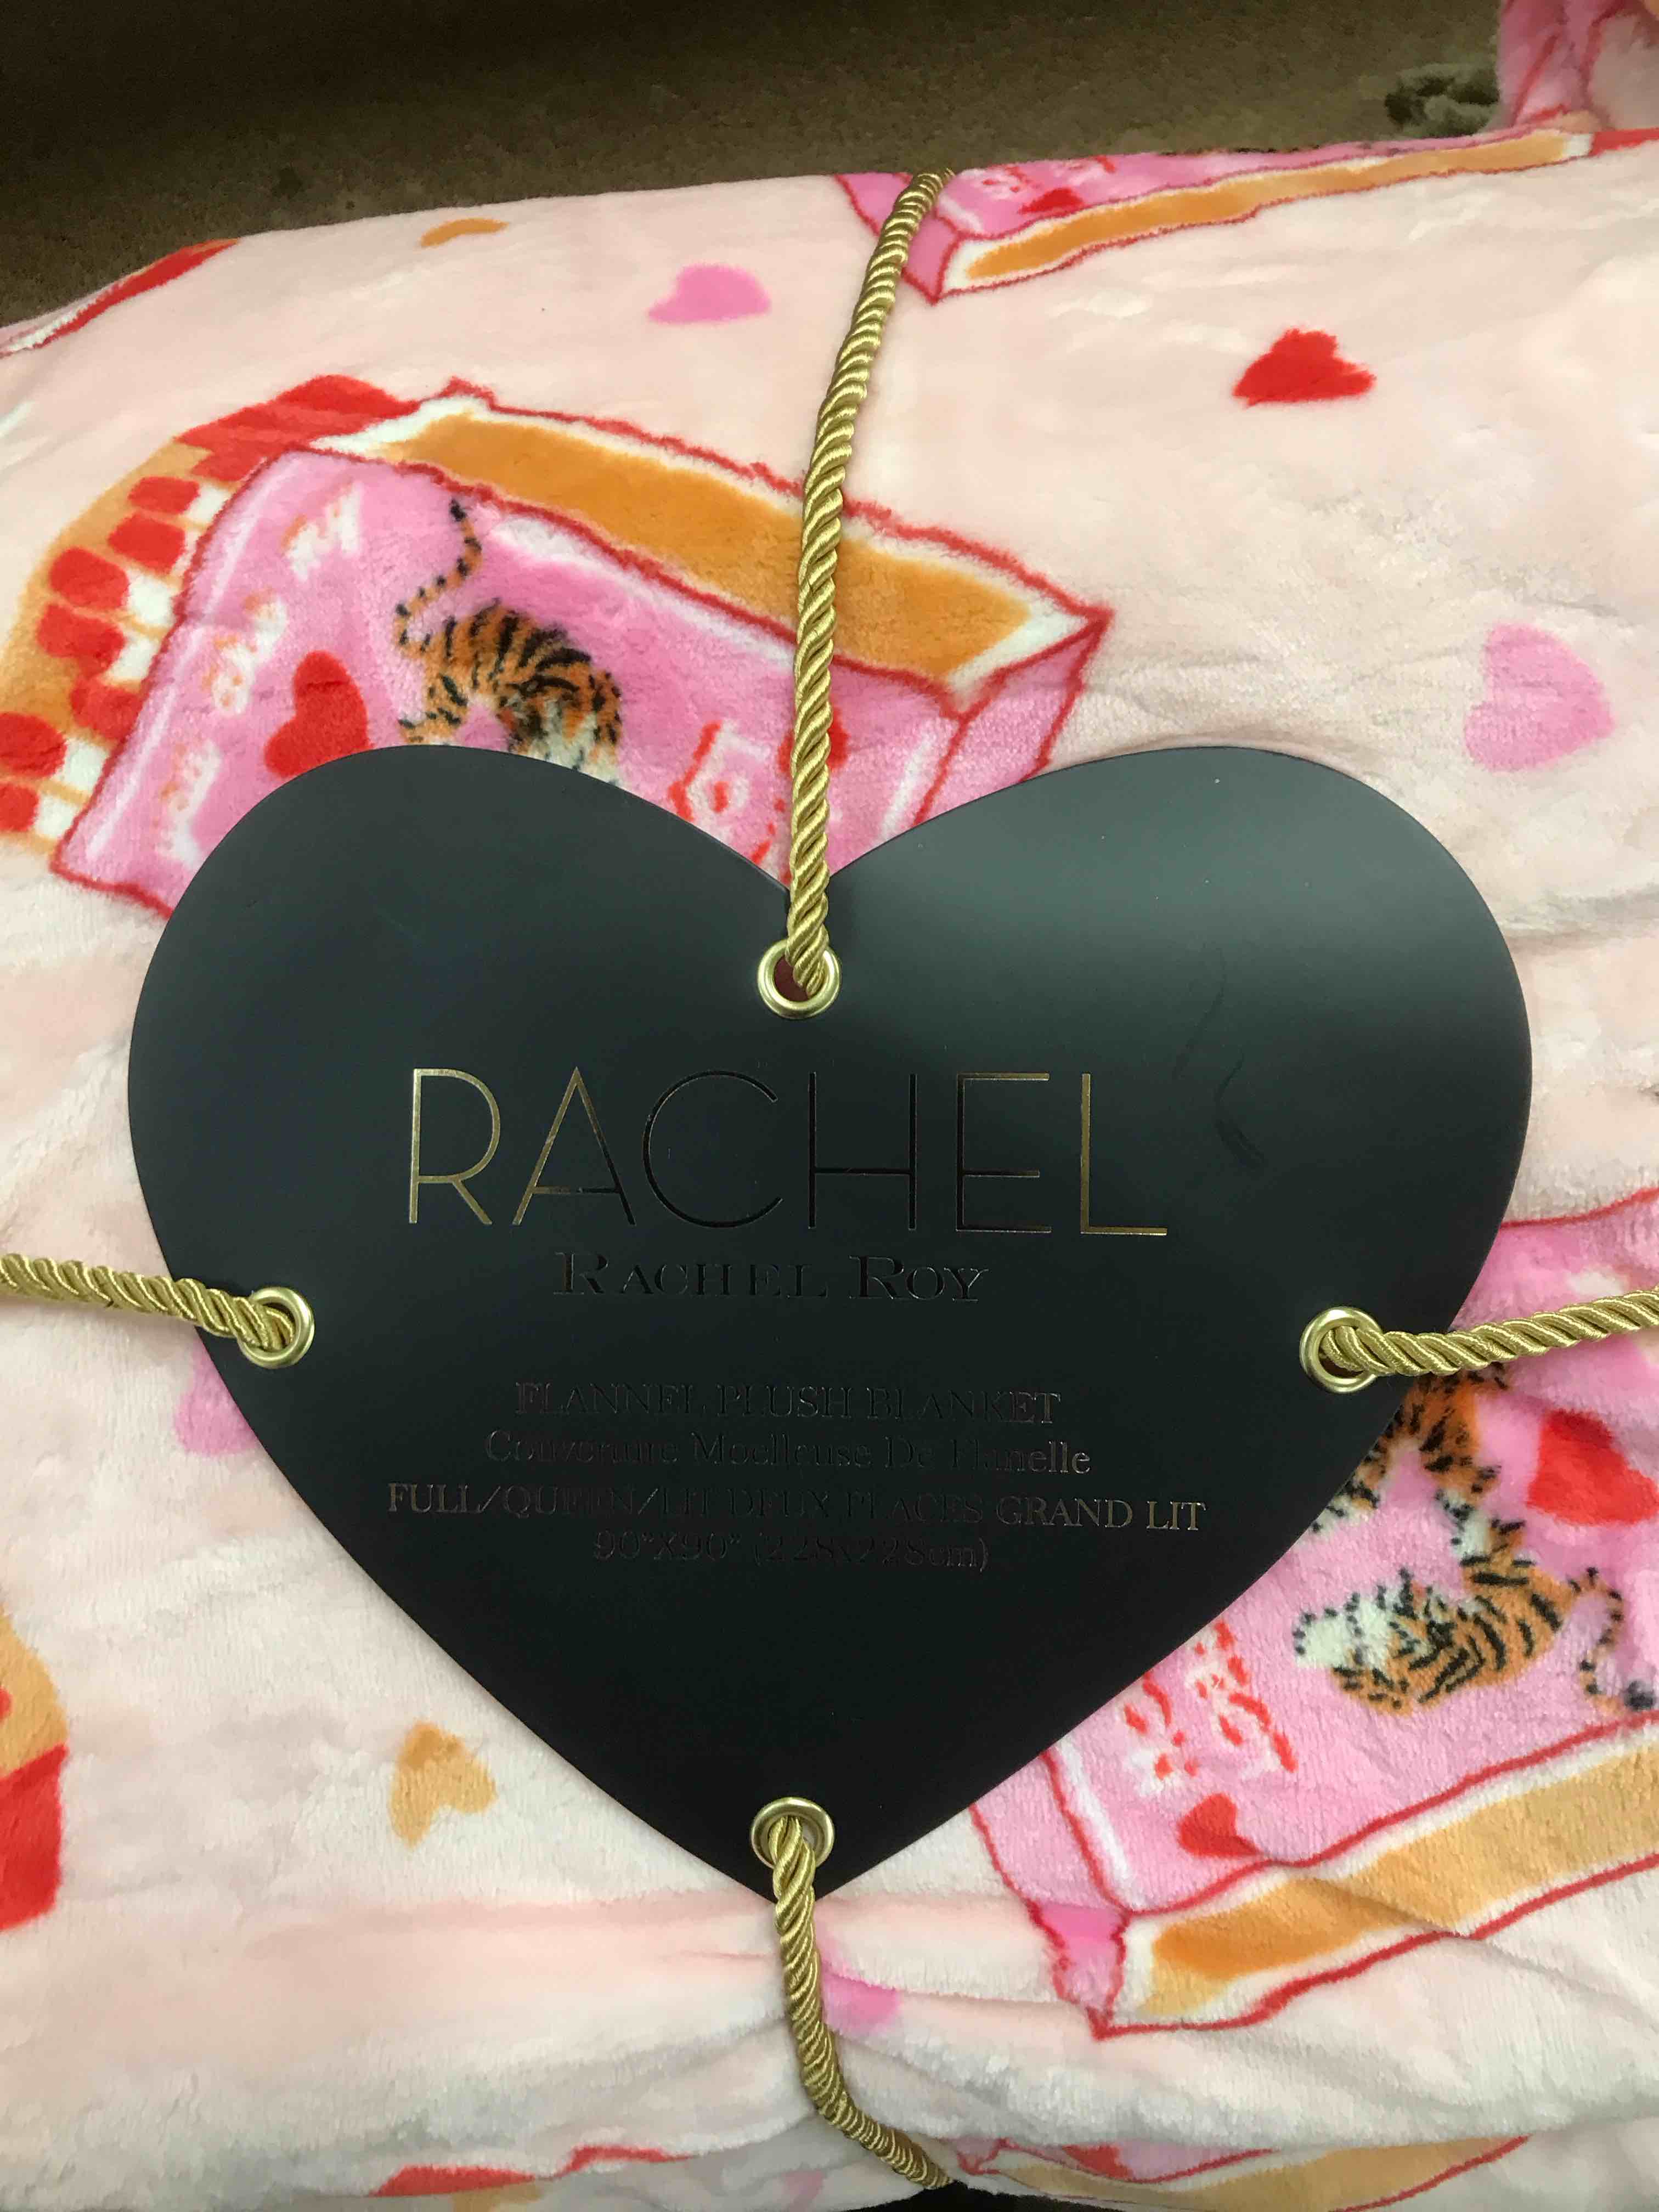 RACHEL
RACHEL ROY
FLANNEL PLUSH BLANKET
Couverture Moelleuse De Flanelle
FULL/QUEEN/LIT DEUX PLACES GRAND LIT
90"X90" (228x228cm)